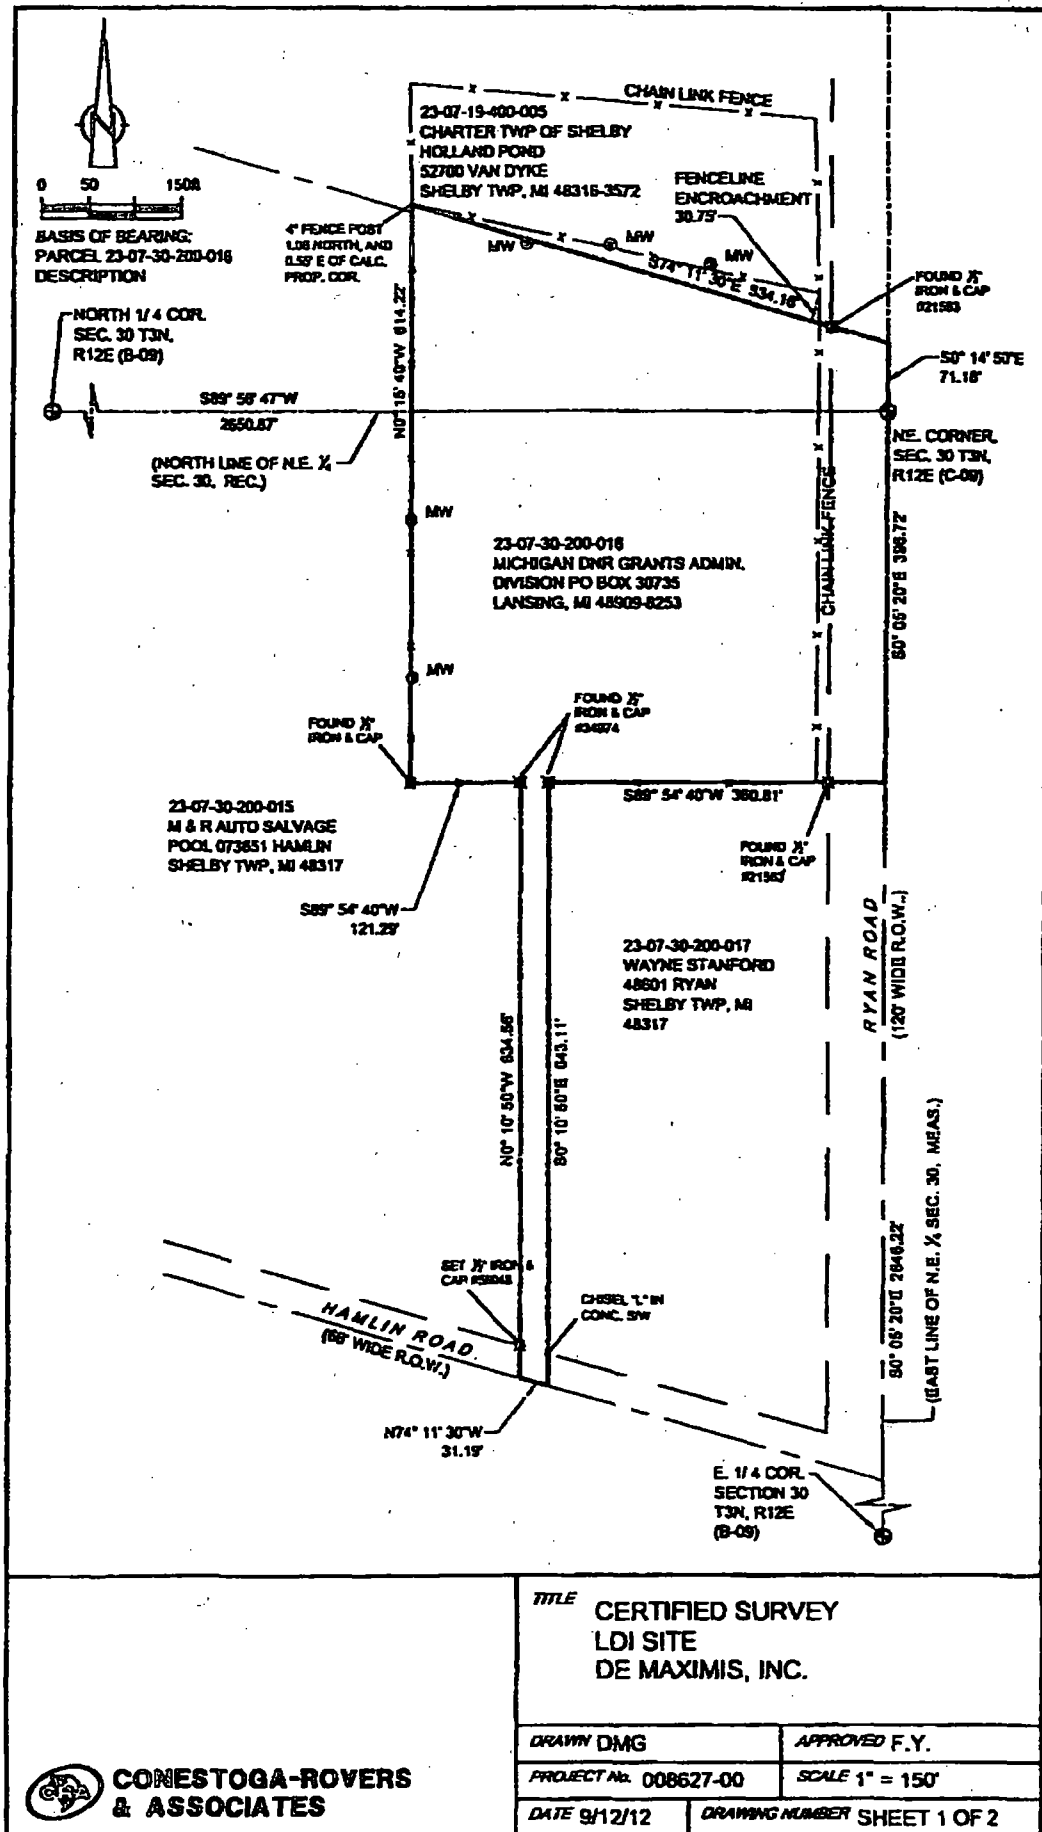 CHAIN LINK FENCE
23-07-19-400-005
CHARTER TWP OF SHELBY
HOLLAND POND
52700 VAN DYKE
SHELBY TWP, MI 48316-3572
0 50 150ft
BASIS OF BEARING:
PARCEL 23-07-30-200-016
DESCRIPTION
4" FENCE POST
1.08 NORTH, AND
E OF CALC.
PROP. COR.
FENCELINE
ENCROACHMENT
30.75'
MW
MW
MW
S74° 11' 30"E 534.16'
FOUND ½"
IRON & CAP
#21583
NORTH 1/4 COR.
SEC. 30 T3N,
R12E (B-09)
N0° 15' 40"W 614.22'
S0° 14' 50"E
71.18'
S89° 56' 47"W
2650.87'
(NORTH LINE OF N.E. ¼
SEC. 30, REC.)
N.E. CORNER,
SEC. 30 T3N,
R12E (C-09)
MW
CHAIN LINK FENCE
S0° 05' 20"E 396.72'
23-07-30-200-016
MICHIGAN DNR GRANTS ADMIN.
DIVISION PO BOX 30735
LANSING, MI 48909-8253
MW
FOUND ½"
IRON & CAP
FOUND ½"
IRON & CAP
S89° 54' 40"W 360.81'
23-07-30-200-015
M & R AUTO SALVAGE
POOL 073651 HAMLIN
SHELBY TWP, MI 48317
FOUND ½"
IRON & CAP
#21583
S89° 54' 40"W
121.29'
23-07-30-200-017
WAYNE STANFORD
48601 RYAN
SHELBY TWP, MI
48317
RYAN ROAD
(120' WIDE R.O.W.)
N0° 10' 50"W 634.66'
S0° 10' 50"E 643.11'
SET ½" IRON &
CAP
CHISEL "L" IN
CONC. S/W
HAMLIN ROAD
(66' WIDE R.O.W.)
S0° 05' 20"E 2646.22'
(EAST LINE OF N.E. ¼ SEC. 30, MEAS.)
N74° 11' 30"W
31.19'
E. 1/4 COR.
SECTION 30
T3N, R12E
(B-09)
TITLE
CERTIFIED SURVEY
LDI SITE
DE MAXIMIS, INC.
DRAWN DMG
APPROVED F.Y.
PROJECT No. 008627-00
SCALE 1" = 150'
DATE 9/12/12
DRAWING NUMBER SHEET 1 OF 2
CONESTOGA-ROVERS
& ASSOCIATES